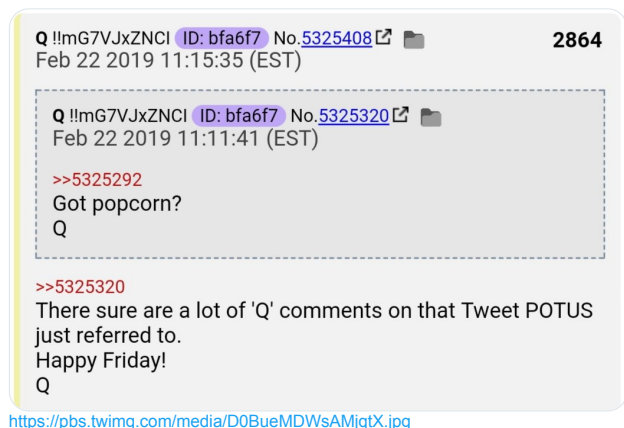 Q !!mG7VJxZNCI ID: bfa6f7 No.5325408 2864
Feb 22 2019 11:15:35 (EST)
Q !!mG7VJxZNCI ID: bfa6f7 No.5325320
Feb 22 2019 11:11:41 (EST)
>>5325292
Got popcorn?
Q
>>5325320
There sure are a lot of 'Q' comments on that Tweet POTUS
just referred to.
Happy Friday!
Q
https://pbs.twimg.com/media/D0BueMDWsAMjgtX.jpg